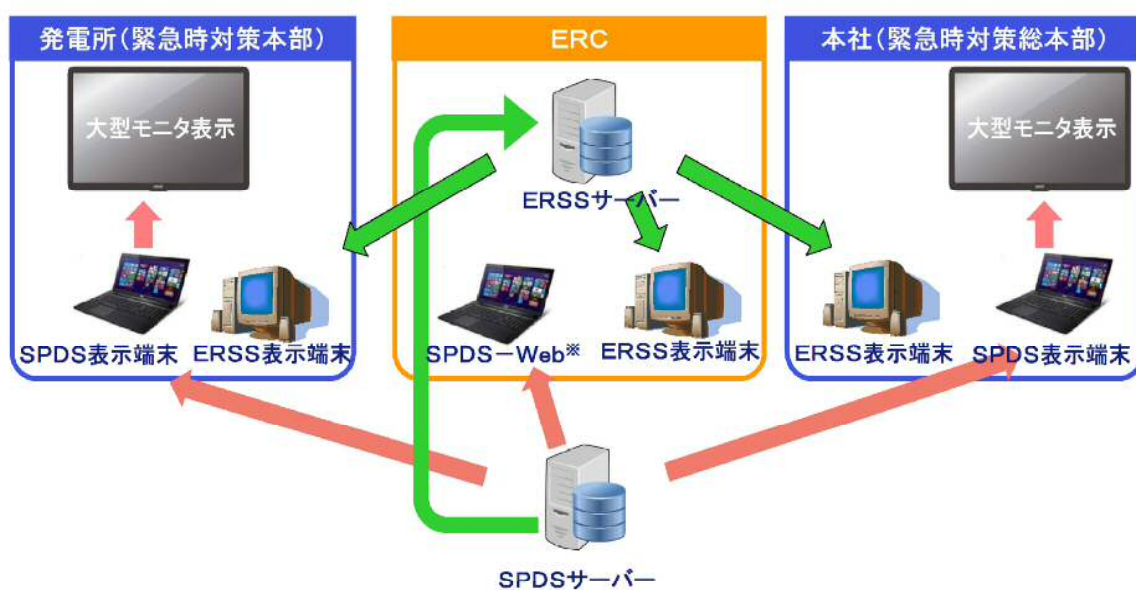 発電所(緊急時対策本部)
ERC
本社(緊急時対策総本部)
大型モニタ表示
大型モニタ表示
ERSSサーバー
SPDS表示端末
ERSS表示端末
SPDS－Web※
ERSS表示端末
ERSS表示端末
SPDS表示端末
SPDSサーバー